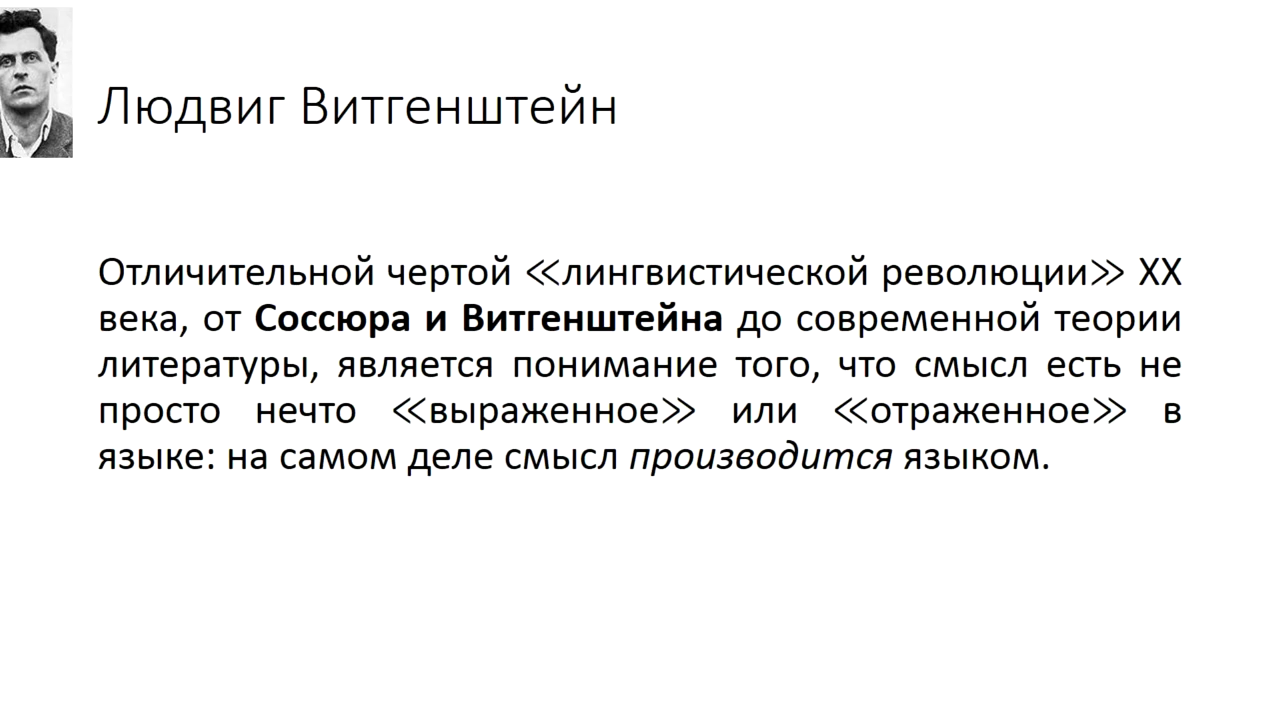 Людвиг Витгенштейн
Отличительной чертой ≪лингвистической революции≫ XX
века, от Соссюра и Витгенштейна до современной теории
литературы, является понимание того, что смысл есть не
просто нечто ≪выраженное≫ или ≪отраженное≫ в
языке: на самом деле смысл производится языком.